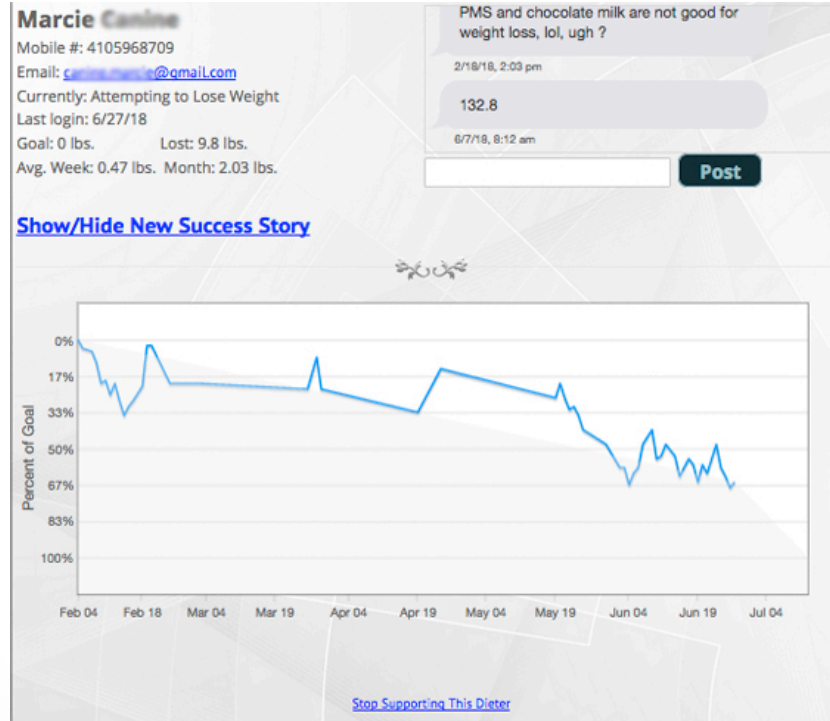 Marcie
Mobile #: 4105968709
Email: @gmail.com
Currently: Attempting to Lose Weight
Last login: 6/27/18
Goal: 0 lbs. Lost: 9.8 lbs.
Avg. Week: 0.47 lbs. Month: 2.03 lbs.
PMS and chocolate milk are not good for
weight loss, lol, ugh ?
2/18/18, 2:03 pm
132.8
6/7/18, 8:12 am
Post
Show/Hide New Success Story
Percent of Goal
0%
17%
33%
50%
67%
83%
100%
Feb 04 Feb 18 Mar 04 Mar 19 Apr 04 Apr 19 May 04 May 19 Jun 04 Jun 19 Jul 04
Stop Supporting This Dieter